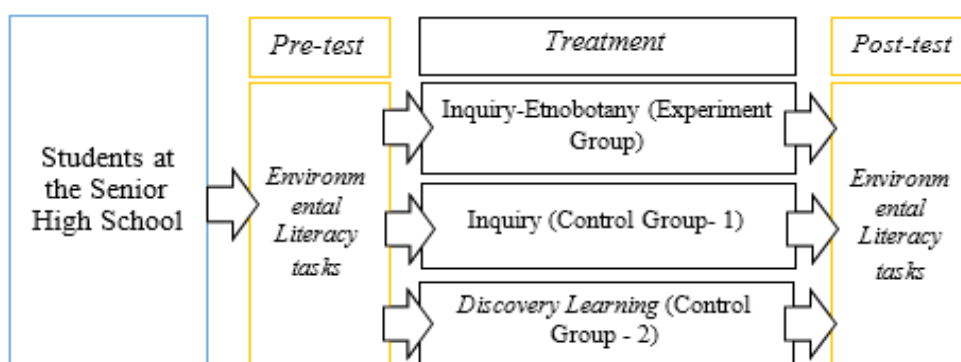 Students at
the Senior
High School
Pre-test
Environm
ental
Literacy
tasks
Treatment
Inquiry-Etnobotany (Experiment
Group)
Inquiry (Control Group- 1)
Discovery Learning (Control
Group - 2)
Post-test
Environm
ental
Literacy
tasks